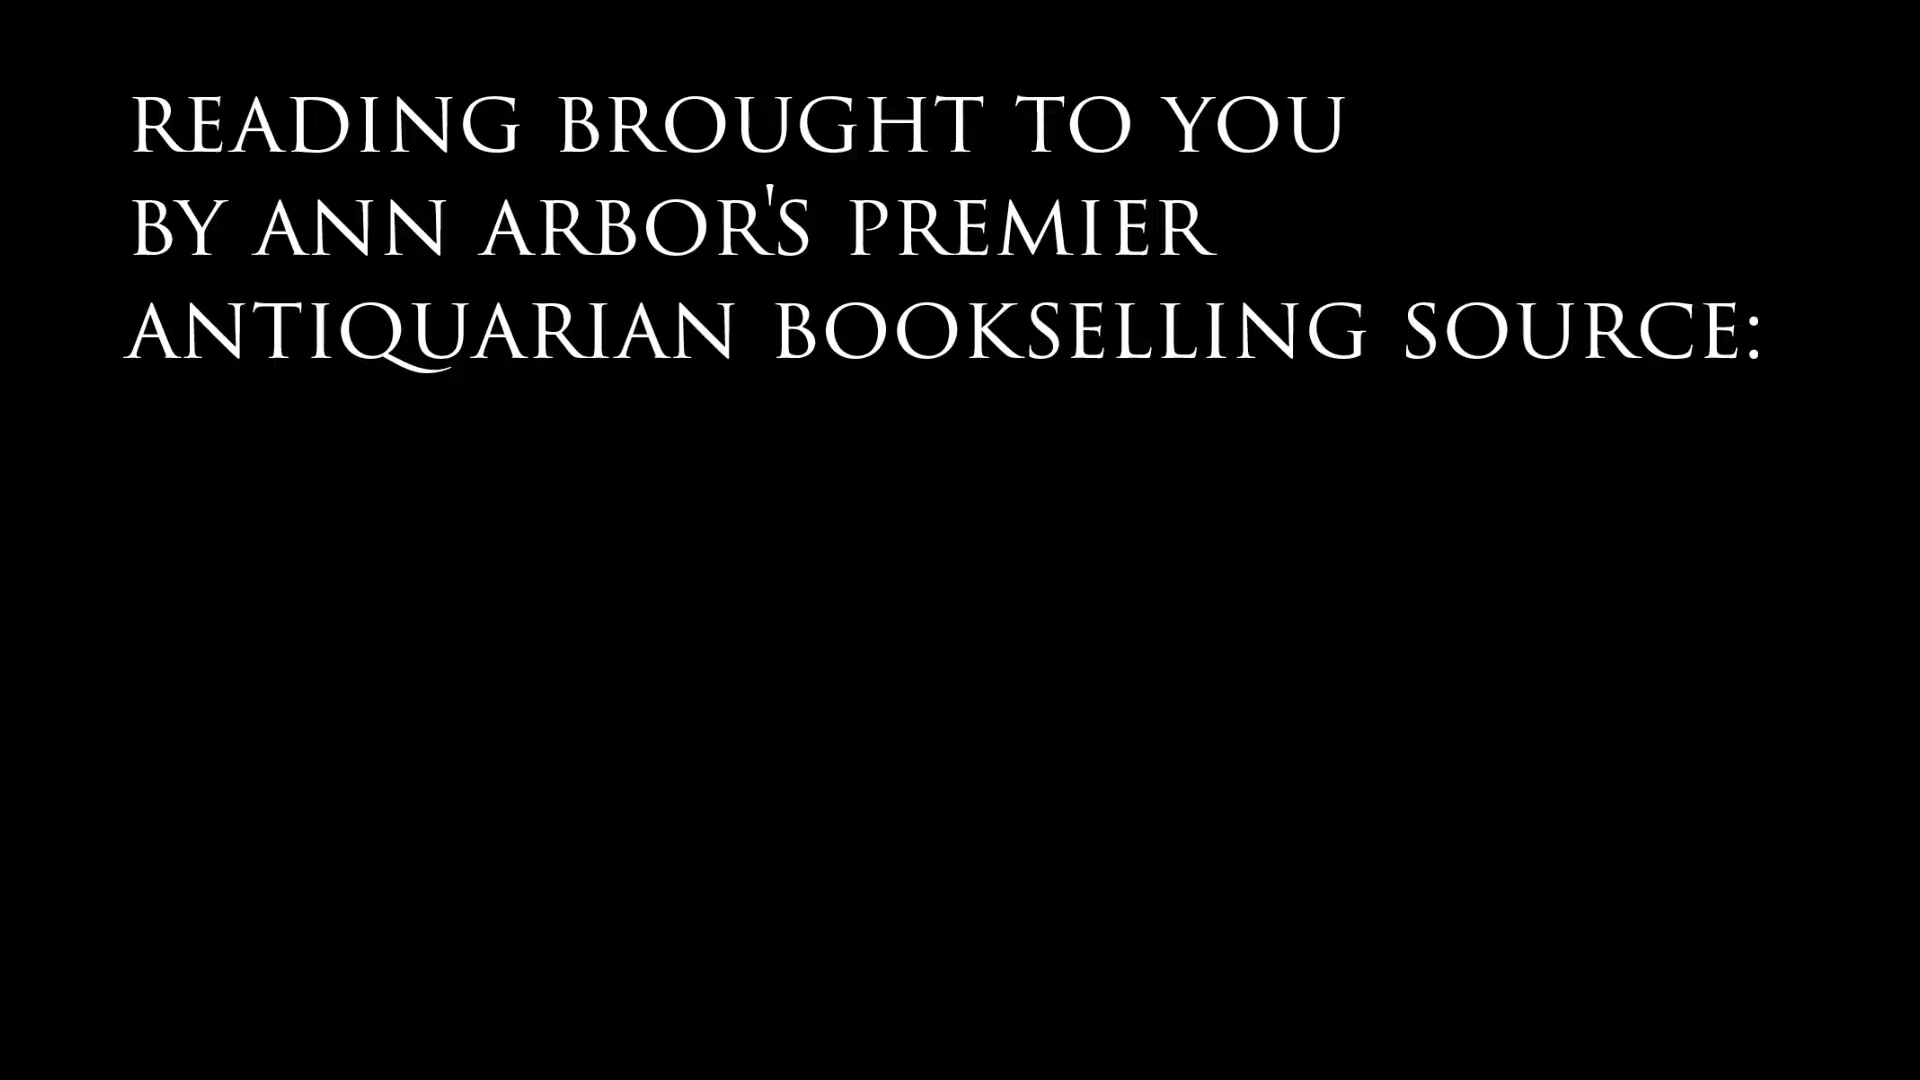 READING BROUGHT TO YOU
BY ANN ARBOR'S PREMIER
ANTIQUARIAN BOOKSELLING SOURCE: